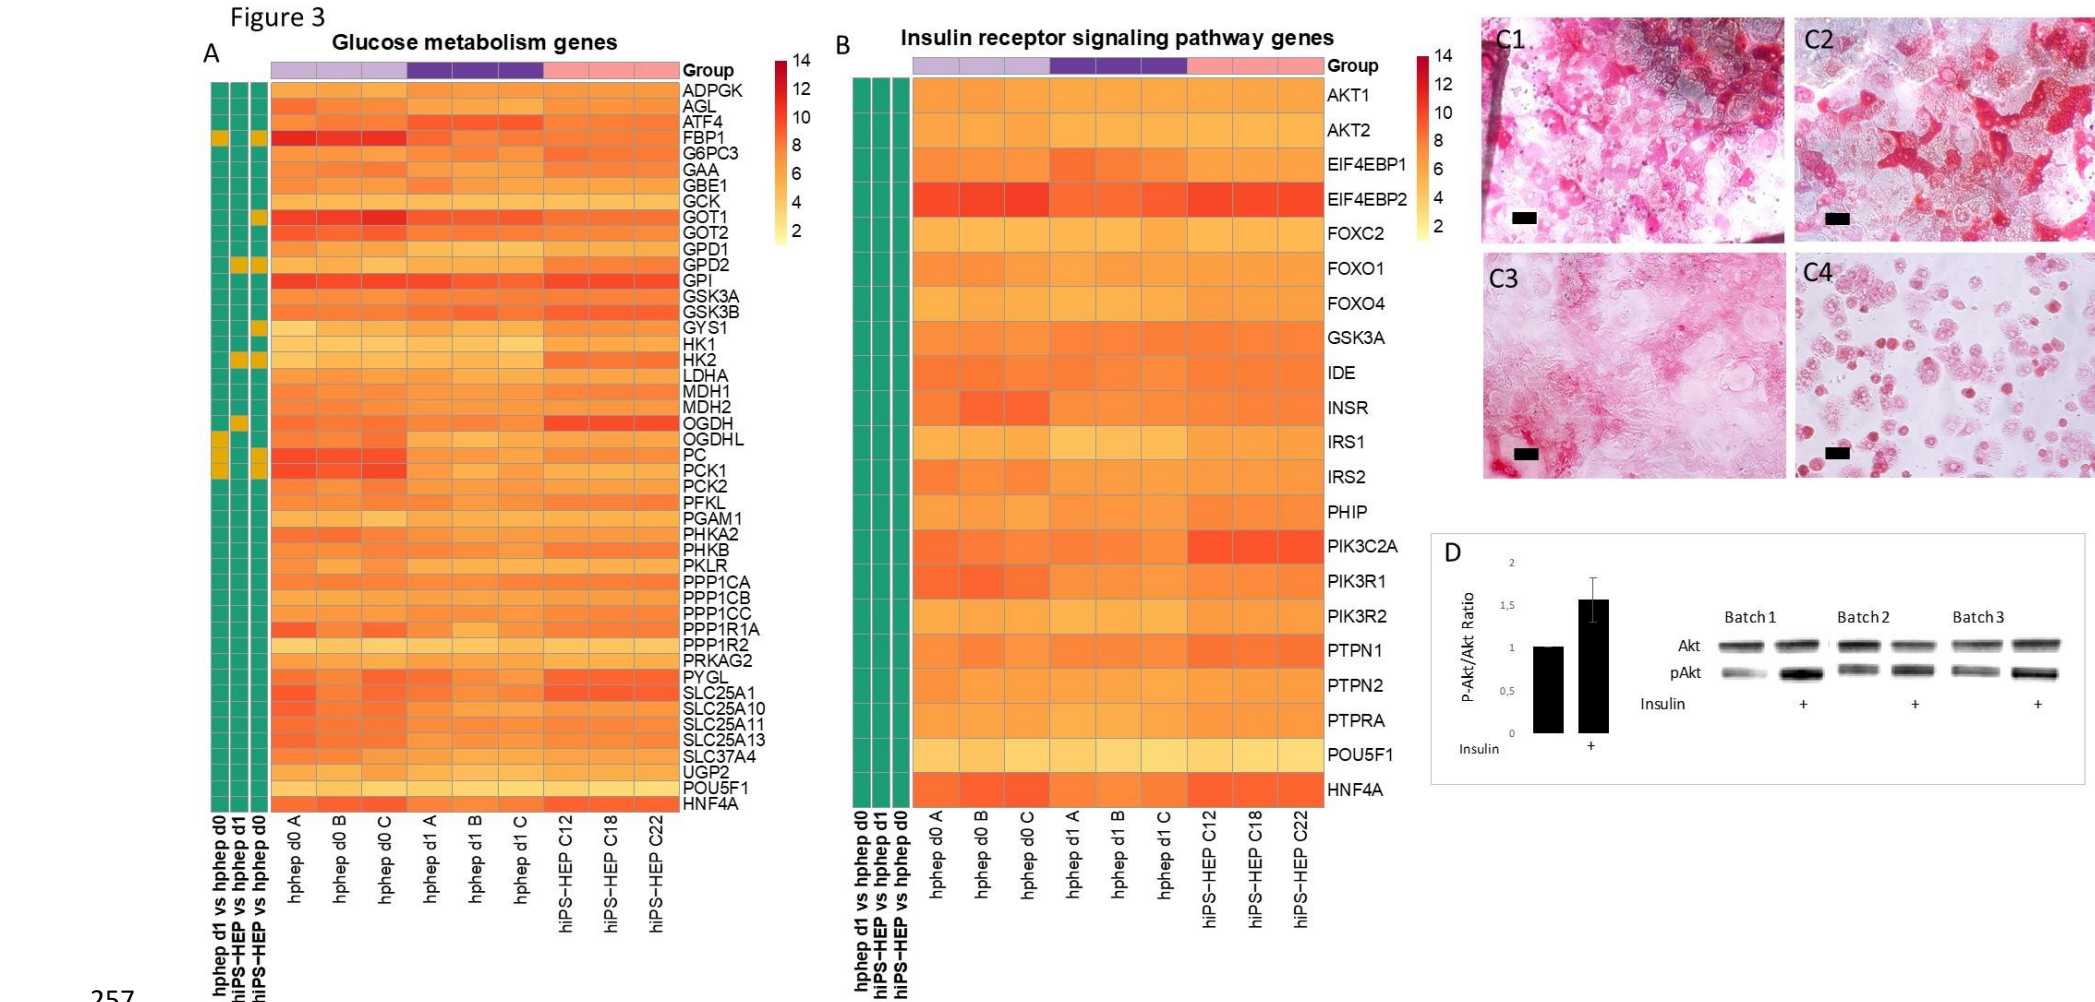 Figure 3
A
Glucose metabolism genes
Group
ADPGK
AGL
ATF4
FBP1
G6PC3
GAA
GBE1
GCK
GOT1
GOT2
GPD1
GPD2
GPI
GSK3A
GSK3B
GYS1
HK1
HK2
LDHA
MDH1
MDH2
OGDH
OGDHL
PC
PCK1
PCK2
PFKL
PGAM1
PHKA2
PHKB
PKLR
PPP1CA
PPP1CB
PPP1CC
PPP1R1A
PPP1R2
PRKAG2
PYGL
SLC25A1
SLC25A10
SLC25A11
SLC25A13
SLC37A4
UGP2
POU5F1
HNF4A
14
12
10
8
6
4
2
hphep d1 vs hphep d0
hiPS−HEP vs hphep d1
hiPS−HEP vs hphep d0
hphep d0 A
hphep d0 B
hphep d0 C
hphep d1 A
hphep d1 B
hphep d1 C
hiPS−HEP C12
hiPS−HEP C18
hiPS−HEP C22
B
Insulin receptor signaling pathway genes
Group
AKT1
AKT2
EIF4EBP1
EIF4EBP2
FOXC2
FOXO1
FOXO4
GSK3A
IDE
INSR
IRS1
IRS2
PHIP
PIK3C2A
PIK3R1
PIK3R2
PTPN1
PTPN2
PTPRA
POU5F1
HNF4A
14
12
10
8
6
4
2
hphep d1 vs hphep d0
hiPS−HEP vs hphep d1
hiPS−HEP vs hphep d0
hphep d0 A
hphep d0 B
hphep d0 C
hphep d1 A
hphep d1 B
hphep d1 C
hiPS−HEP C12
hiPS−HEP C18
hiPS−HEP C22
C1
C2
C3
C4
D
P-Akt/Akt Ratio
2
1,5
1
0,5
0
Insulin +
Batch 1 Batch 2 Batch 3
Akt
pAkt
Insulin + + +
257